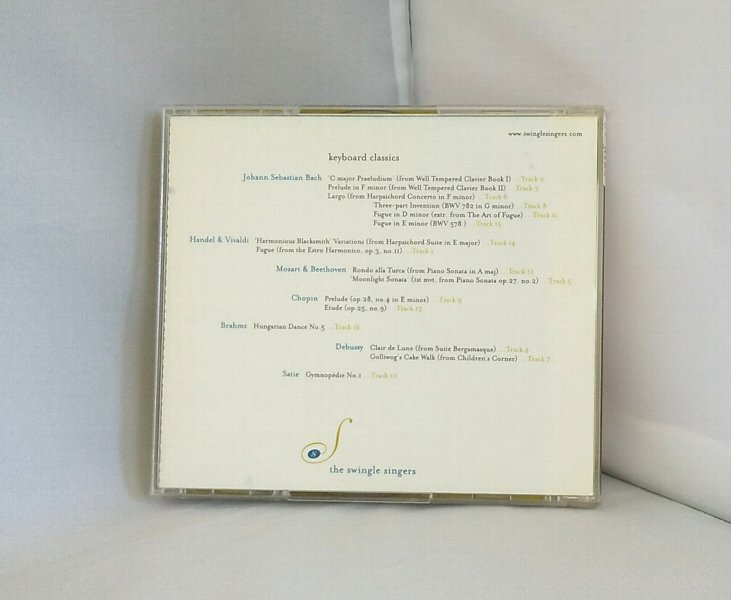 www.swinglesingers.com
keyboard classics
Johann Sebastian Bach "C major Praeludium" (from Well Tempered Clavier Book I) Track 2
Prelude in F minor (from Well Tempered Clavier Book II) Track 3
Largo (from Harpsichord Concerto in F minor) Track 6
Three-part Invention (BWV 782 in G minor) Track 8
Fugue in D minor (extr. from The Art of Fugue) Track 11
Fugue in E minor (BWV 578 ) Track 15
Handel & Vivaldi "Harmonious Blacksmith" Variations (from Harpsichord Suite in E major) Track 14
Fugue (from the Estro Harmonico, op.3, no.11) Track 1
Mozart & Beethoven Rondo alla Turca (from Piano Sonata in A maj) Track 12
"Moonlight Sonata" (1st mvt. from Piano Sonata op.27, no.2) Track 5
Chopin Prelude (op.28, no.4 in E minor) Track 9
Etude (op.25, no.9) Track 13
Brahms Hungarian Dance No.5 Track 16
Debussy Clair de Lune (from Suite Bergamasque) Track 4
Golliwog's Cake Walk (from Children's Corner) Track 7
Satie Gymnopédie No.1 Track 10
S
the swingle singers